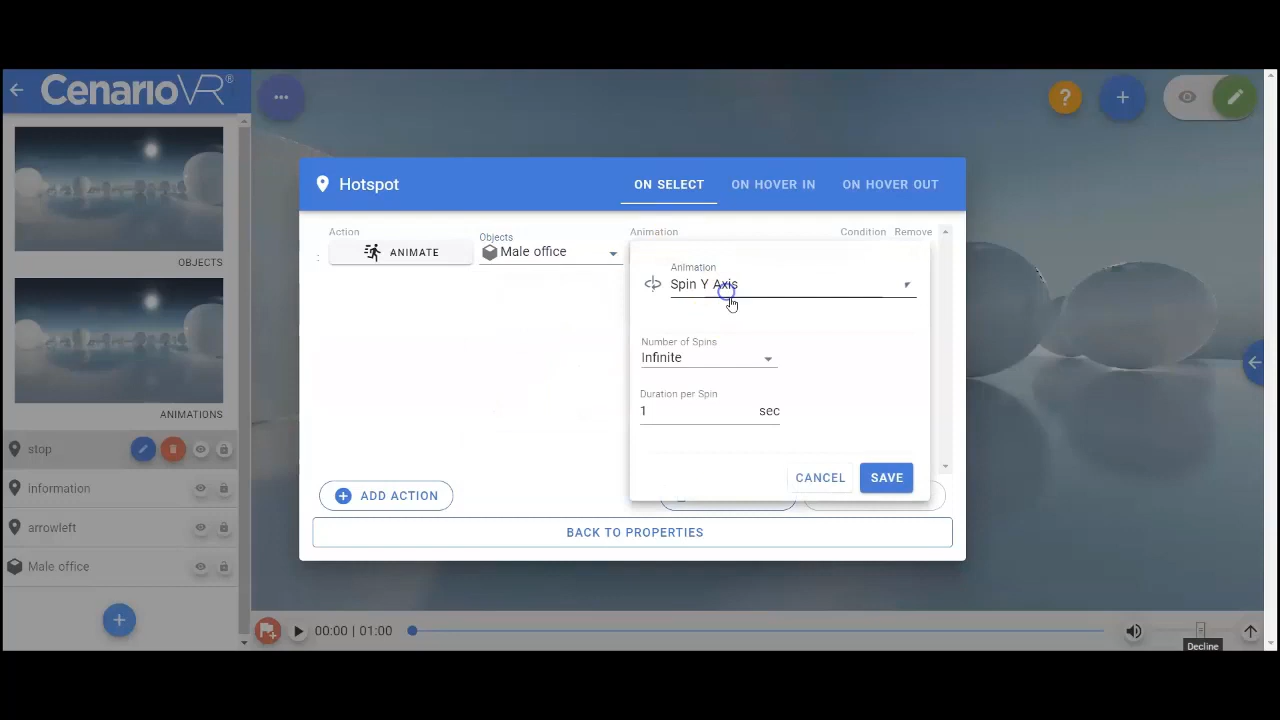 CenarioVR®
OBJECTS
ANIMATIONS
stop
information
arrowleft
Male office
Hotspot
ON SELECT
ON HOVER IN
ON HOVER OUT
Action
Objects
Animation
Condition
Remove
ANIMATE
Male office
Animation
Spin Y Axis
Number of Spins
Infinite
Duration per Spin
1 sec
CANCEL
SAVE
ADD ACTION
BACK TO PROPERTIES
00:00 | 01:00
Decline